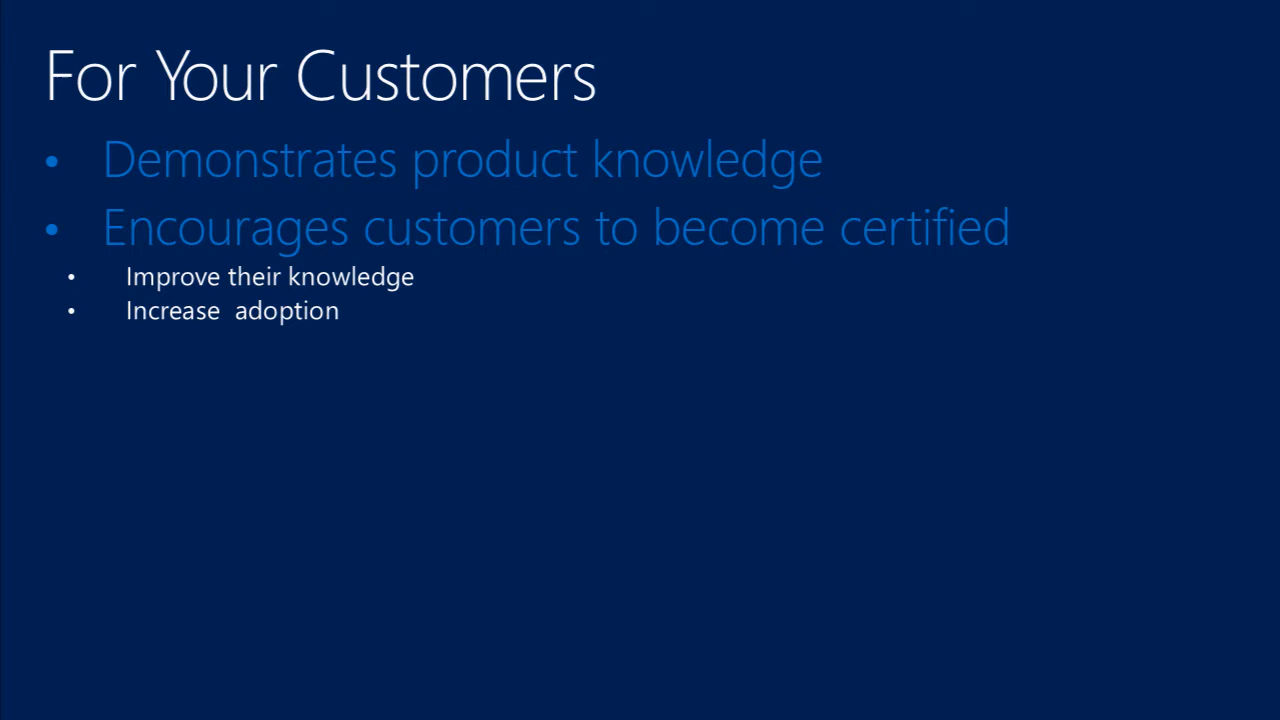 For Your Customers
• Demonstrates product knowledge
• Encourages customers to become certified
• Improve their knowledge
• Increase  adoption